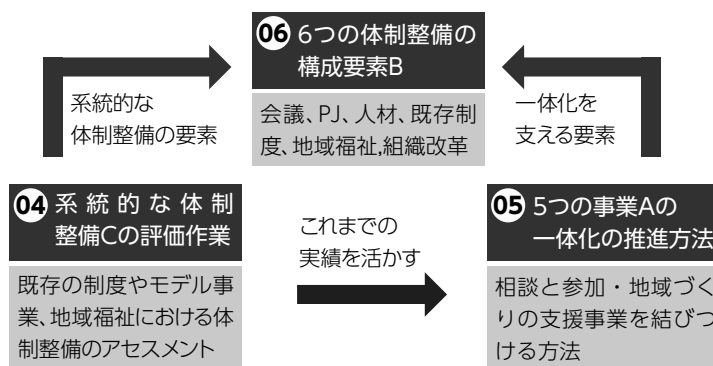 06 6つの体制整備の
構成要素B
会議、PJ、人材、既存制
度、地域福祉,組織改革
系統的な
体制整備の要素
一体化を
支える要素
04 系統的な体制
整備Cの評価作業
既存の制度やモデル事
業、地域福祉における体
制整備のアセスメント
これまでの
実績を活かす
05 5つの事業Aの
一体化の推進方法
相談と参加・地域づく
りの支援事業を結びつ
ける方法